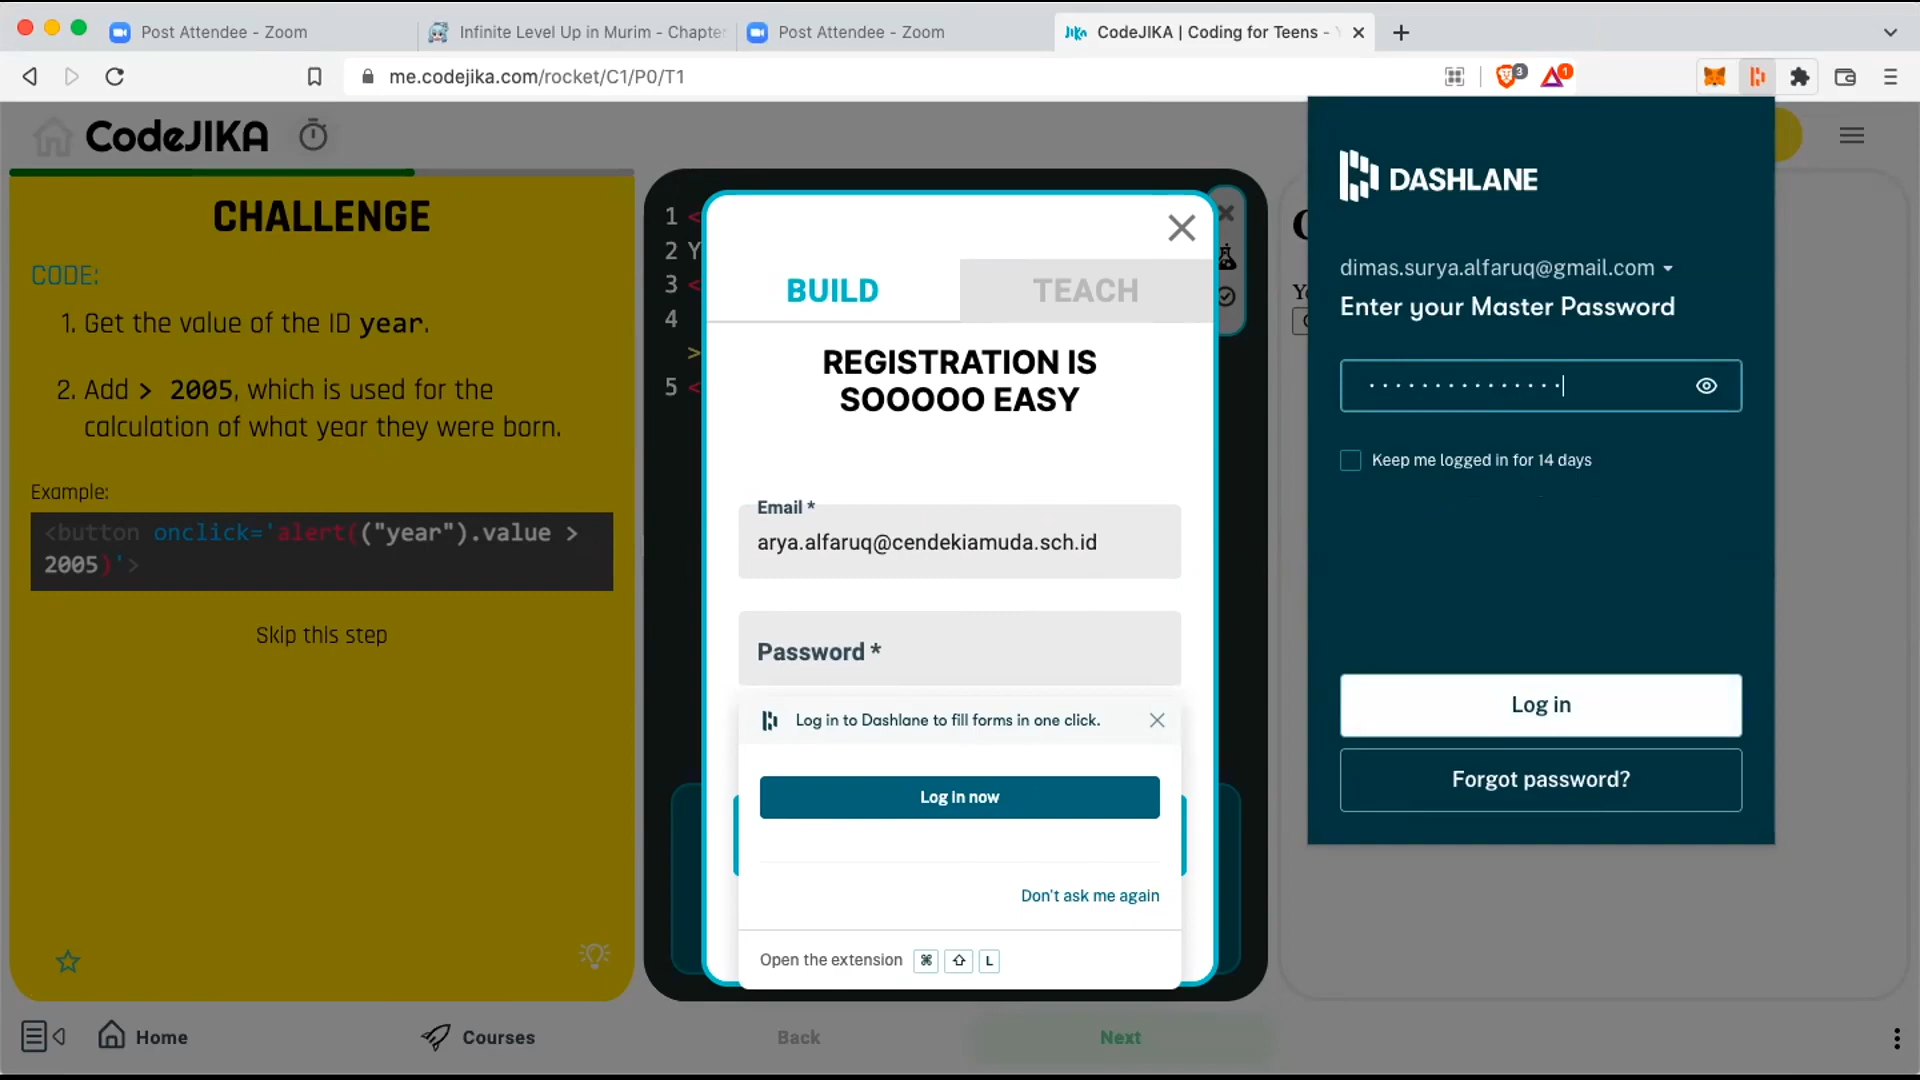 Post Attendee - Zoom
Infinite Level Up in Murim - Chapter
Post Attendee - Zoom
JIKA CodeJIKA | Coding for Teens -
me.codejika.com/rocket/C1/P0/T1
3
1
CodeJIKA
CHALLENGE
CODE:
1. Get the value of the ID year.
2. Add > 2005, which is used for the
calculation of what year they were born.
Example:
<button onclick='alert(("year").value >
2005)'>
Skip this step
1 <
2 Y
3 <
4
>
5 <
BUILD
TEACH
REGISTRATION IS
SOOOOO EASY
Email *
arya.alfaruq@cendekiamuda.sch.id
Password *
Log in to Dashlane to fill forms in one click.
Log in now
Don't ask me again
Open the extension ⌘ ⇧ L
DASHLANE
dimas.surya.alfaruq@gmail.com
Enter your Master Password
Keep me logged in for 14 days
Log in
Forgot password?
Home
Courses
Back
Next